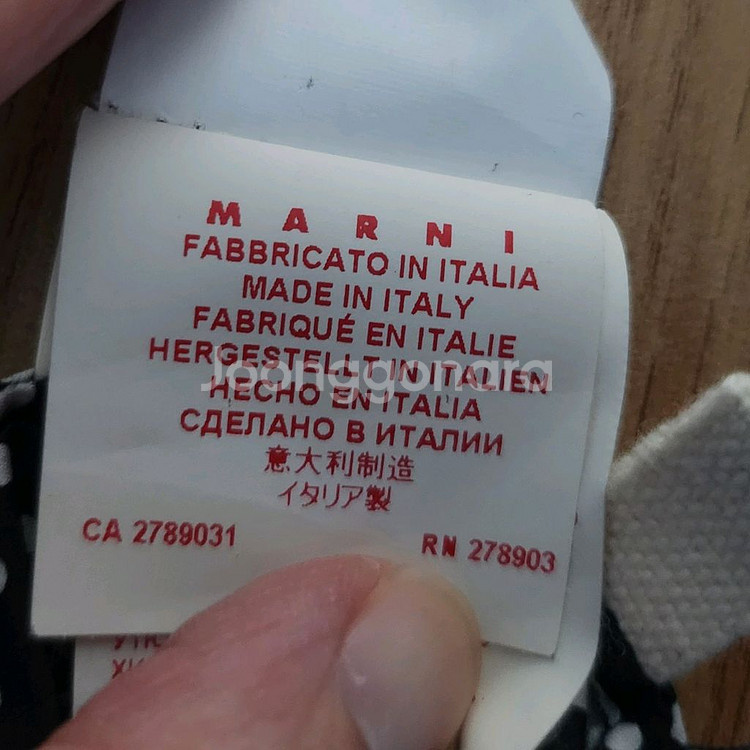 MARNI
FABBRICATO IN ITALIA
MADE IN ITALY
FABRIQUÉ EN ITALIE
HERGESTELLT IN ITALIEN
Joonggonara
HECHO EN ITALIA
СДЕЛАНО В ИТАЛИИ
意大利制造
イタリア製
CA 2789031
RN 278903